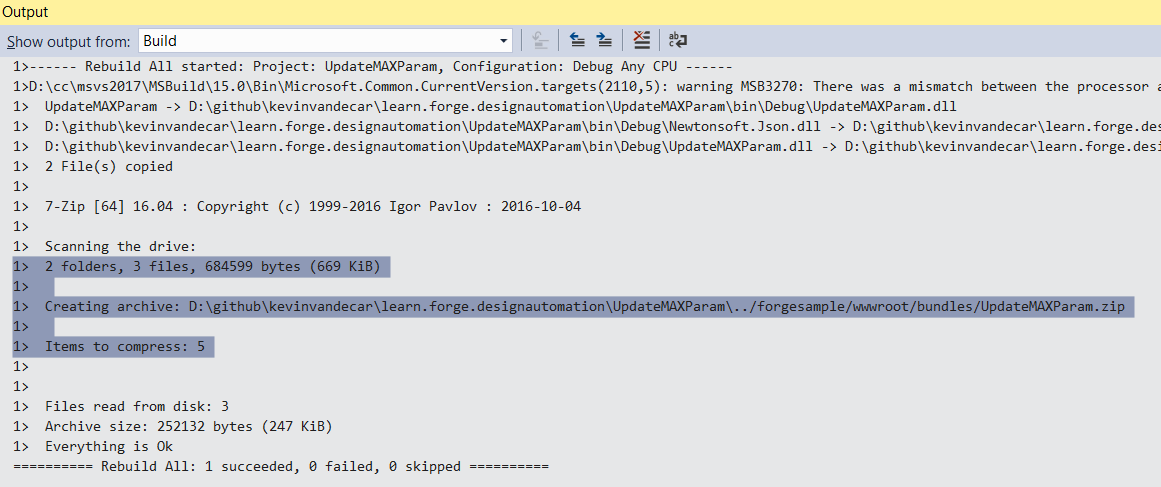 Output
Show output from: Build
1>------ Rebuild All started: Project: UpdateMAXParam, Configuration: Debug Any CPU ------
1>D:\cc\msvs2017\MSBuild\15.0\Bin\Microsoft.Common.CurrentVersion.targets(2110,5): warning MSB3270: There was a mismatch between the processor a
1>  UpdateMAXParam -> D:\github\kevinvandecar\learn.forge.designautomation\UpdateMAXParam\bin\Debug\UpdateMAXParam.dll
1>  D:\github\kevinvandecar\learn.forge.designautomation\UpdateMAXParam\bin\Debug\Newtonsoft.Json.dll -> D:\github\kevinvandecar\learn.forge.des
1>  D:\github\kevinvandecar\learn.forge.designautomation\UpdateMAXParam\bin\Debug\UpdateMAXParam.dll -> D:\github\kevinvandecar\learn.forge.desi
1>  2 File(s) copied
1>
1>  7-Zip [64] 16.04 : Copyright (c) 1999-2016 Igor Pavlov : 2016-10-04
1>
1>  Scanning the drive:
1>  2 folders, 3 files, 684599 bytes (669 KiB)
1>
1>  Creating archive: D:\github\kevinvandecar\learn.forge.designautomation\UpdateMAXParam\../forgesample/wwwroot/bundles/UpdateMAXParam.zip
1>
1>  Items to compress: 5
1>
1>
1>  Files read from disk: 3
1>  Archive size: 252132 bytes (247 KiB)
1>  Everything is Ok
========== Rebuild All: 1 succeeded, 0 failed, 0 skipped ==========